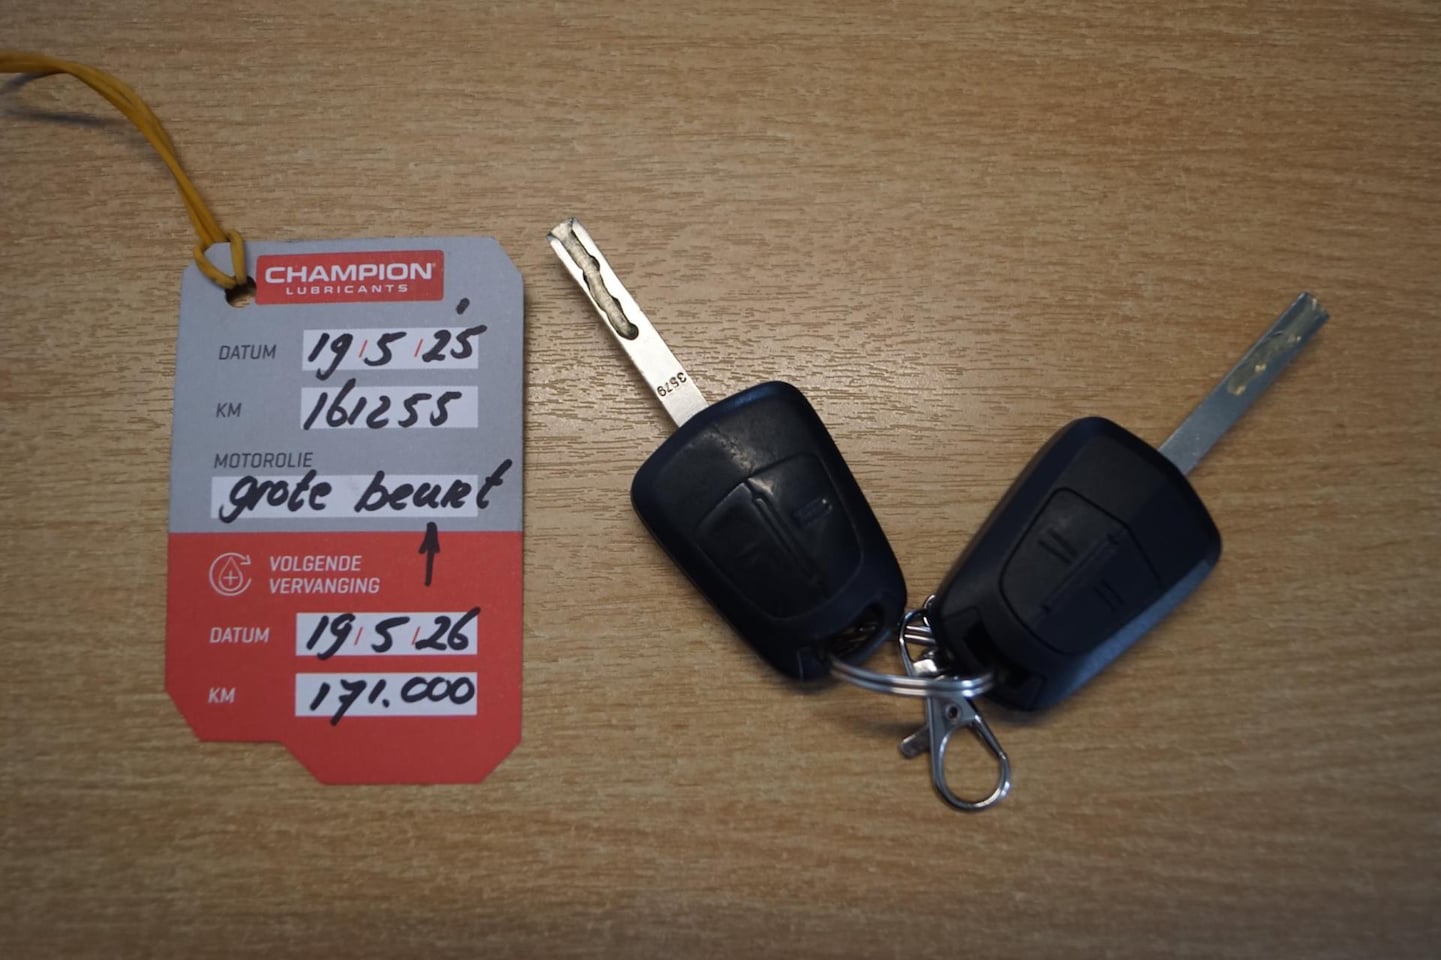 CHAMPION
LUBRICANTS
DATUM 19/5/25
KM 161255
MOTOROLIE
grote beurt
VOLGENDE
VERVANGING
DATUM 19/5/26
KM 171.000
3579